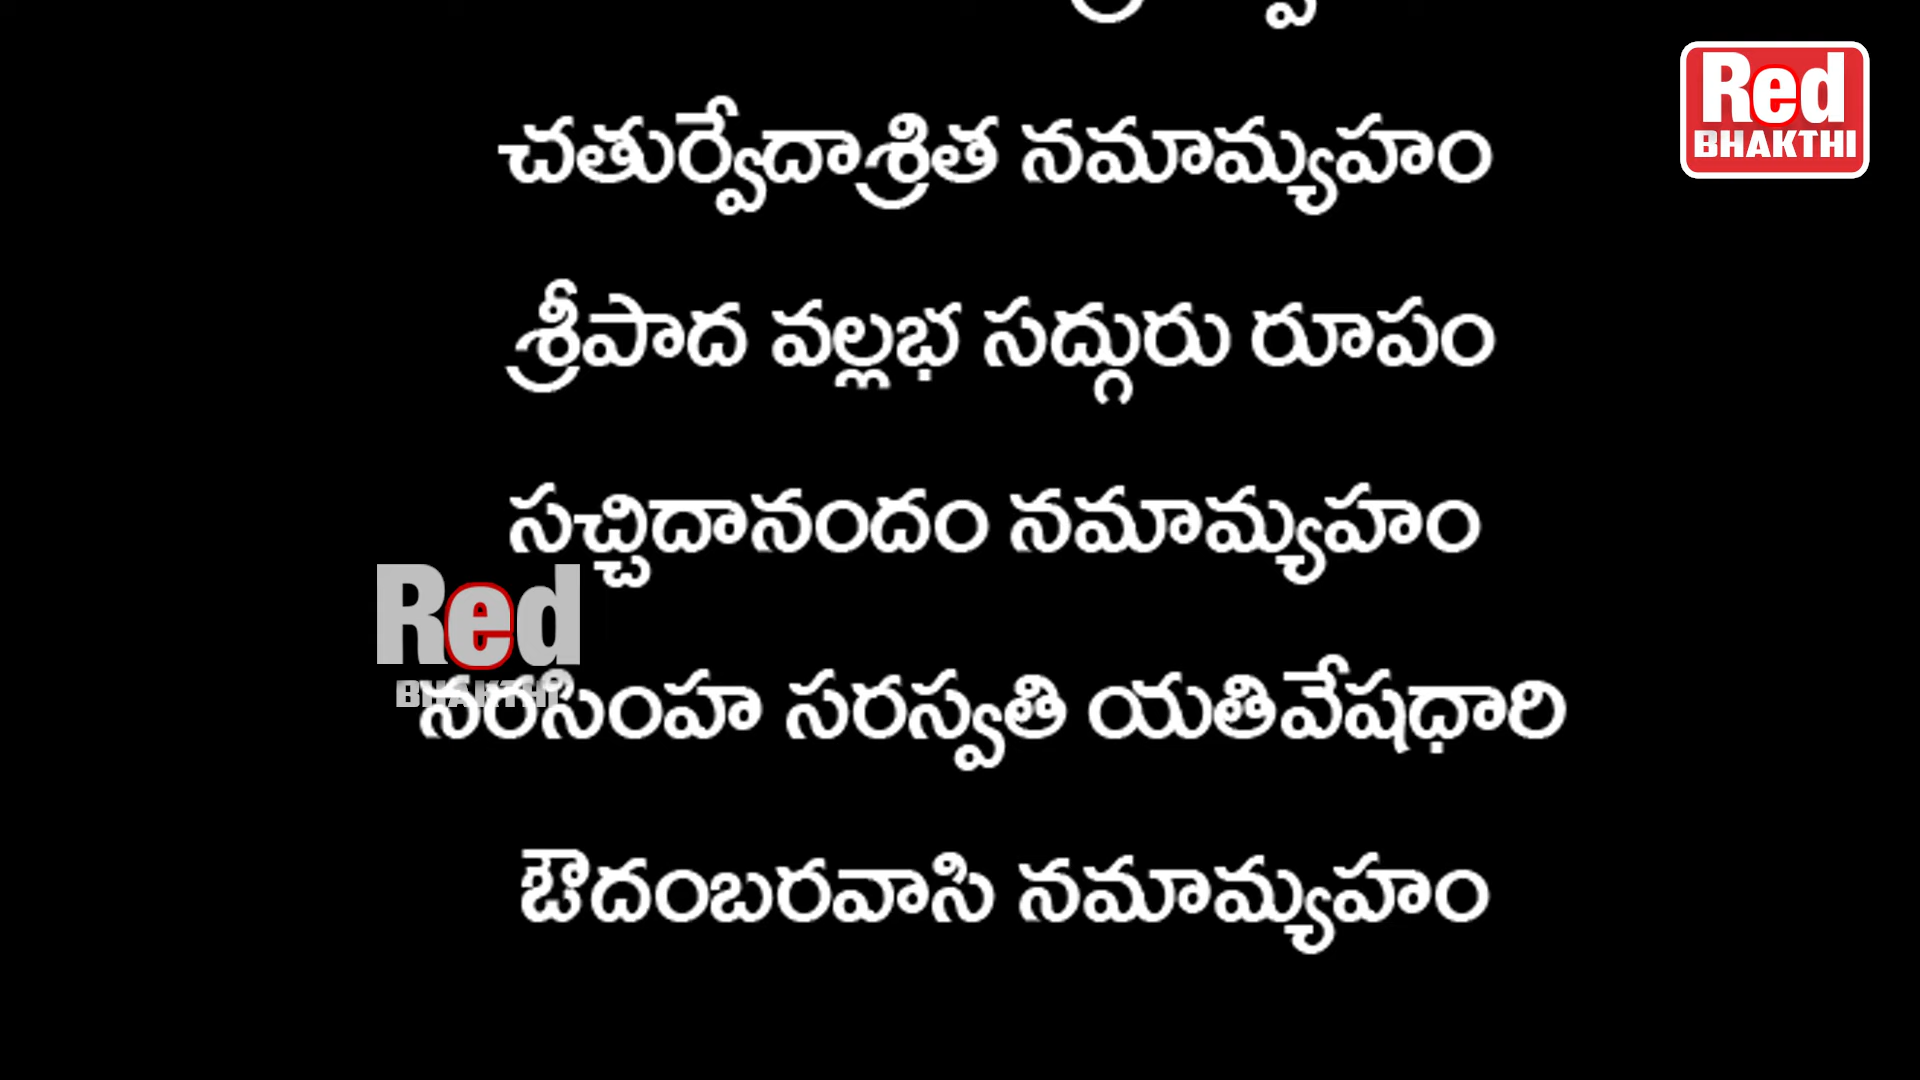 Red
BHAKTHI
చతుర్వేదాశ్రిత నమామ్యహం
శ్రీపాద వల్లభ సద్గురు రూపం
సచ్చిదానందం నమామ్యహం
Red
BHAKTHI
నరసింహ సరస్వతి యతివేషధారి
ఔదంబరవాసి నమామ్యహం